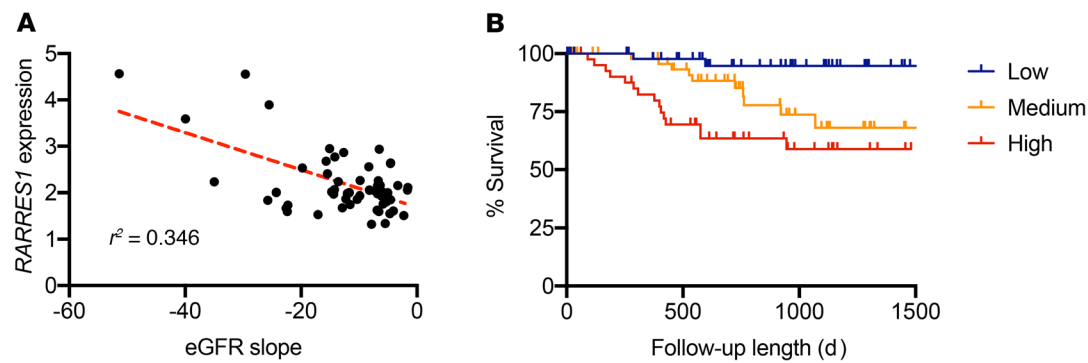 A
5
4
3
2
1
0
RARRES1 expression
r² = 0.346
-60
-40
-20
0
eGFR slope
B
100
75
50
25
0
% Survival
0
500
1000
1500
Follow-up length (d)
Low
Medium
High